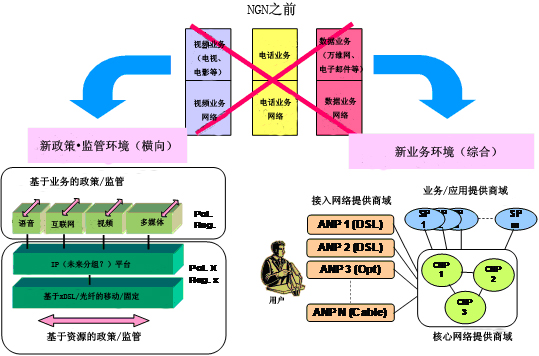 NGN之前
视频业务
（电视、
电影等）
电话业务
数据业务
（万维网、
电子邮件等）
视频业务
网络
电话业务
网络
数据业务
网络
新政策•监管环境（横向）
新业务环境（综合）
基于业务的政策/监管
语音
互联网
视频
多媒体
Pol.
Reg.
IP（未来分组？）平台
基于xDSL/光纤的移动/固定
Pol. X
Reg. x
基于资源的政策/监管
接入网络提供商域
ANP 1 (DSL)
ANP 2 (DSL)
ANP 3 (Opt)
ANP N (Cable)
用户
业务/应用提供商域
SP
1
SP
m
CNP
1
CNP
2
CNP
3
核心网络提供商域